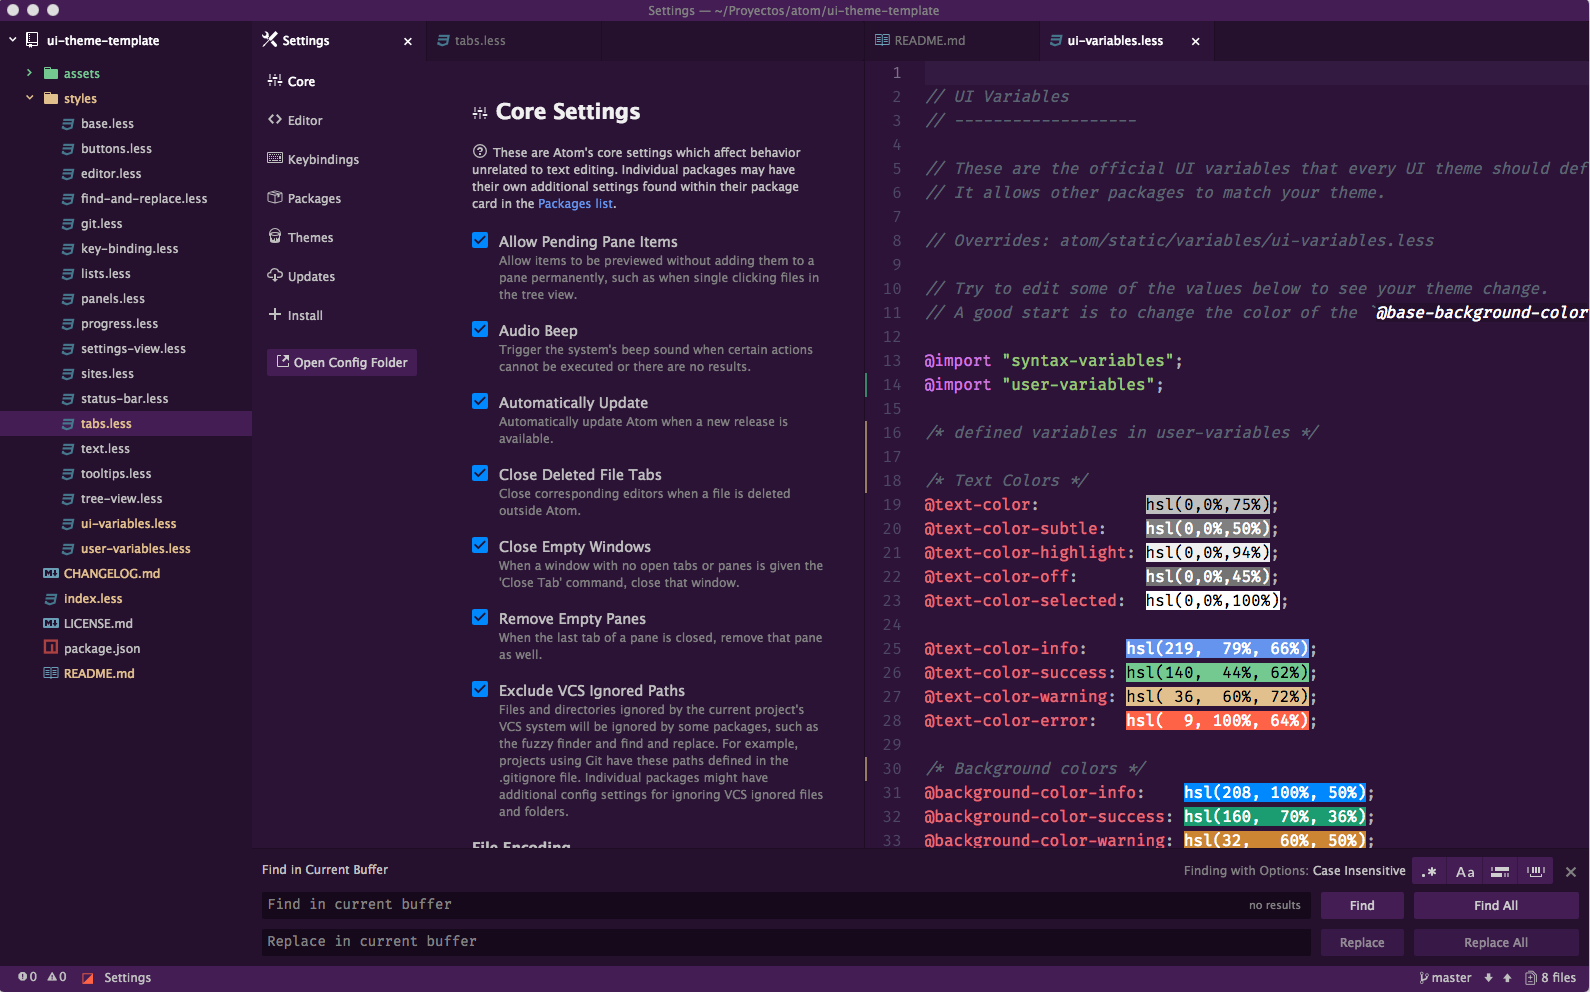 Settings — ~/Proyectos/atom/ui-theme-template
ui-theme-template
assets
styles
base.less
buttons.less
editor.less
find-and-replace.less
git.less
key-binding.less
lists.less
panels.less
progress.less
settings-view.less
sites.less
status-bar.less
tabs.less
text.less
tooltips.less
tree-view.less
ui-variables.less
user-variables.less
CHANGELOG.md
index.less
LICENSE.md
package.json
README.md
Settings
tabs.less
Core
Editor
Keybindings
Packages
Themes
Updates
Install
Open Config Folder
Core Settings
These are Atom's core settings which affect behavior
unrelated to text editing. Individual packages may have
their own additional settings found within their package
card in the Packages list.
Allow Pending Pane Items
Allow items to be previewed without adding them to a
pane permanently, such as when single clicking files in
the tree view.
Audio Beep
Trigger the system's beep sound when certain actions
cannot be executed or there are no results.
Automatically Update
Automatically update Atom when a new release is
available.
Close Deleted File Tabs
Close corresponding editors when a file is deleted
outside Atom.
Close Empty Windows
When a window with no open tabs or panes is given the
'Close Tab' command, close that window.
Remove Empty Panes
When the last tab of a pane is closed, remove that pane
as well.
Exclude VCS Ignored Paths
Files and directories ignored by the current project's
VCS system will be ignored by some packages, such as
the fuzzy finder and find and replace. For example,
projects using Git have these paths defined in the
.gitignore file. Individual packages might have
additional config settings for ignoring VCS ignored files
and folders.
File Encoding
README.md
ui-variables.less
1
2 // UI Variables
3 // -------------------
4
5 // These are the official UI variables that every UI theme should def
6 // It allows other packages to match your theme.
7
8 // Overrides: atom/static/variables/ui-variables.less
9
10 // Try to edit some of the values below to see your theme change.
11 // A good start is to change the color of the `@base-background-color
12
13 @import "syntax-variables";
14 @import "user-variables";
15
16 /* defined variables in user-variables */
17
18 /* Text Colors */
19 @text-color: hsl(0,0%,75%);
20 @text-color-subtle: hsl(0,0%,50%);
21 @text-color-highlight: hsl(0,0%,94%);
22 @text-color-off: hsl(0,0%,45%);
23 @text-color-selected: hsl(0,0%,100%);
24
25 @text-color-info: hsl(219, 79%, 66%);
26 @text-color-success: hsl(140, 44%, 62%);
27 @text-color-warning: hsl( 36, 60%, 72%);
28 @text-color-error: hsl( 9, 100%, 64%);
29
30 /* Background colors */
31 @background-color-info: hsl(208, 100%, 50%);
32 @background-color-success: hsl(160, 70%, 36%);
33 @background-color-warning: hsl(32, 60%, 50%);
Find in Current Buffer
Finding with Options: Case Insensitive
.* Aa
Find in current buffer
no results
Find
Find All
Replace in current buffer
Replace
Replace All
0 0 Settings
master 8 files